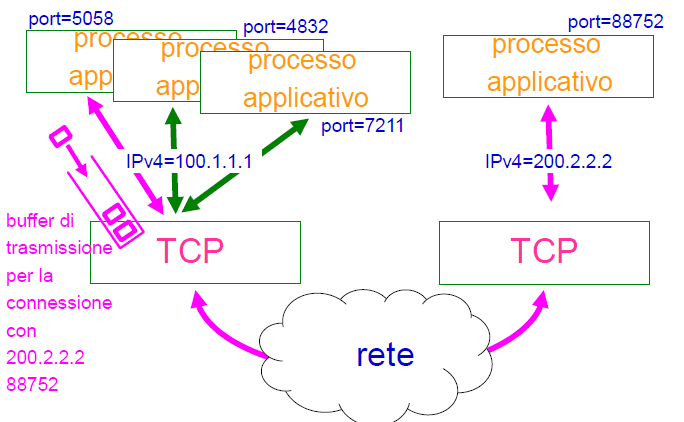 port=5058
port=4832
port=88752
processo
applicativo
processo
applicativo
processo
applicativo
processo
applicativo
port=7211
IPv4=100.1.1.1
IPv4=200.2.2.2
buffer di
trasmissione
per la
connessione
con
200.2.2.2
88752
TCP
TCP
rete